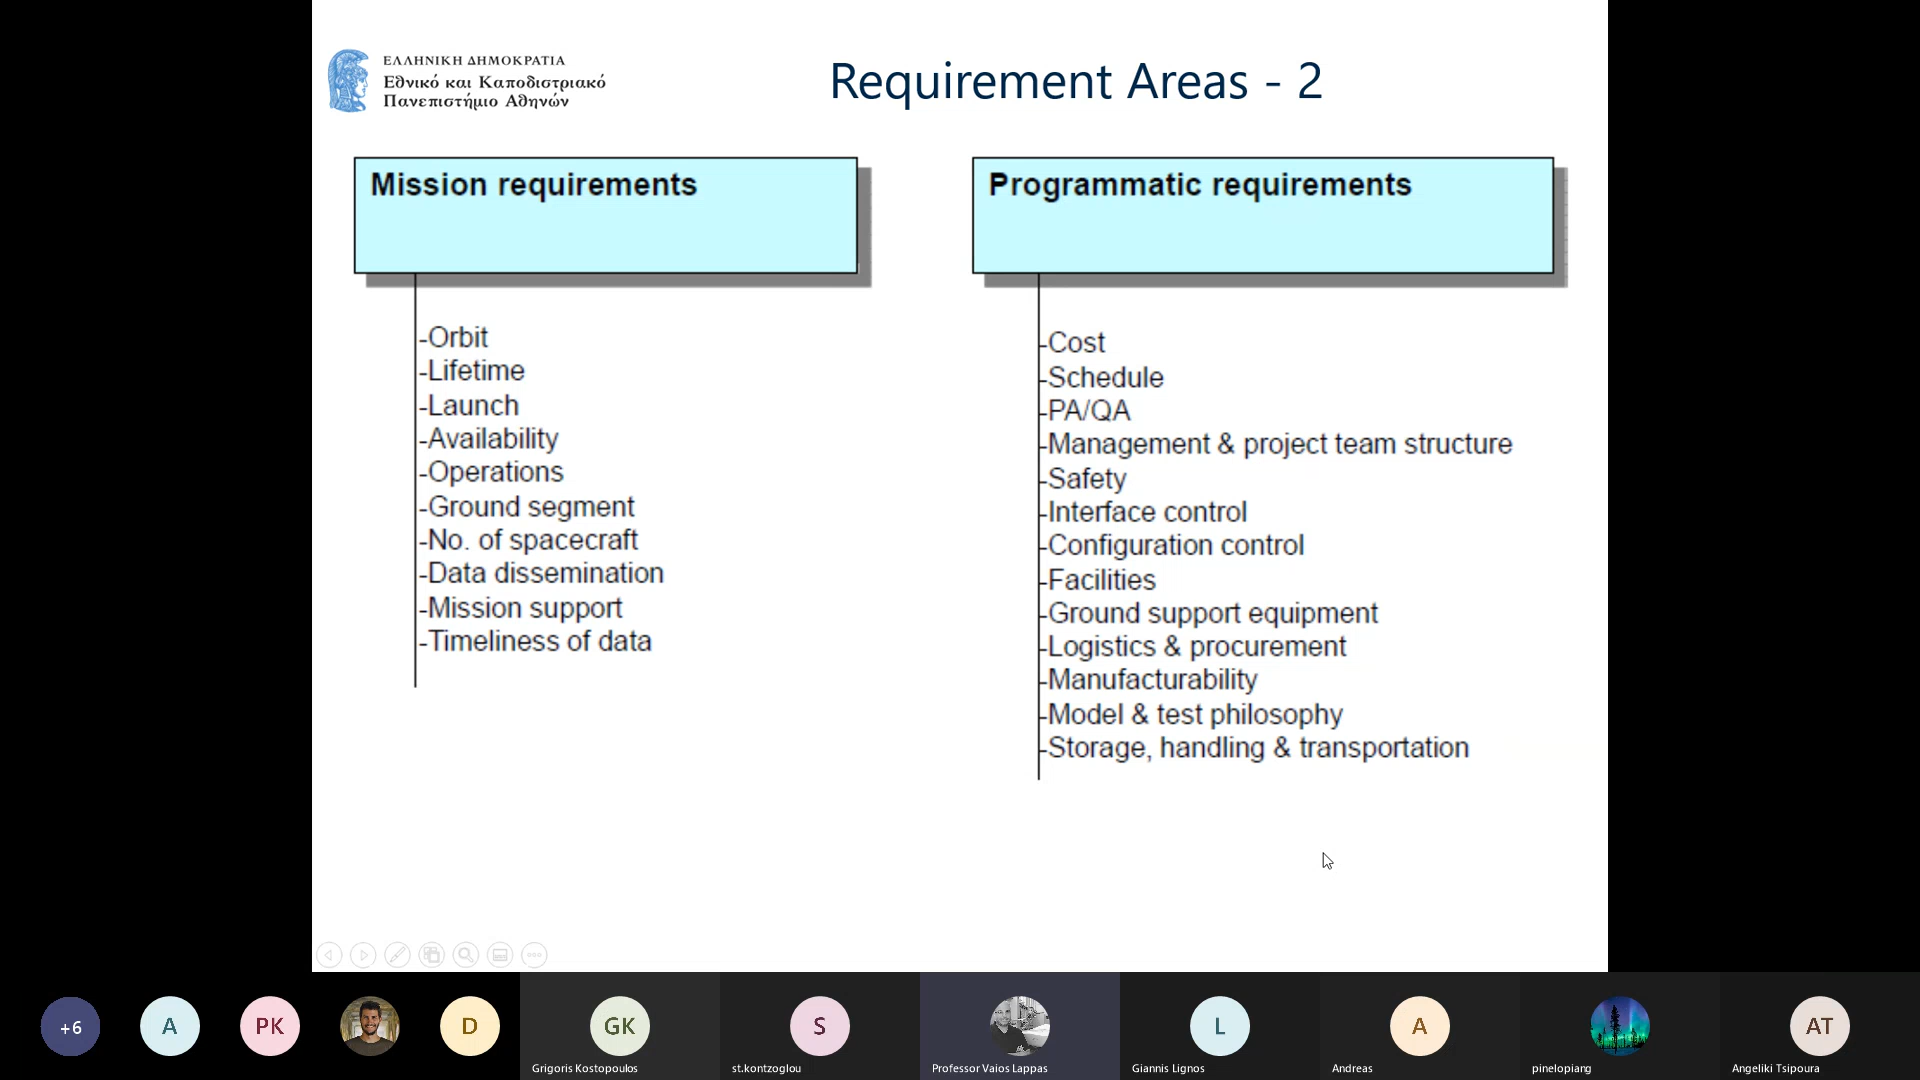 ΕΛΛΗΝΙΚΗ ΔΗΜΟΚΡΑΤΙΑ
Εθνικό και Καποδιστριακό
Πανεπιστήμιο Αθηνών
Requirement Areas - 2
Mission requirements
-Orbit
-Lifetime
-Launch
-Availability
-Operations
-Ground segment
-No. of spacecraft
-Data dissemination
-Mission support
-Timeliness of data
Programmatic requirements
-Cost
-Schedule
-PA/QA
-Management & project team structure
-Safety
-Interface control
-Configuration control
-Facilities
-Ground support equipment
-Logistics & procurement
-Manufacturability
-Model & test philosophy
-Storage, handling & transportation
+6
A
PK
D
GK
Grigoris Kostopoulos
S
st.kontzoglou
Professor Vaios Lappas
L
Giannis Lignos
A
Andreas
pinelopiang
AT
Angeliki Tsipoura